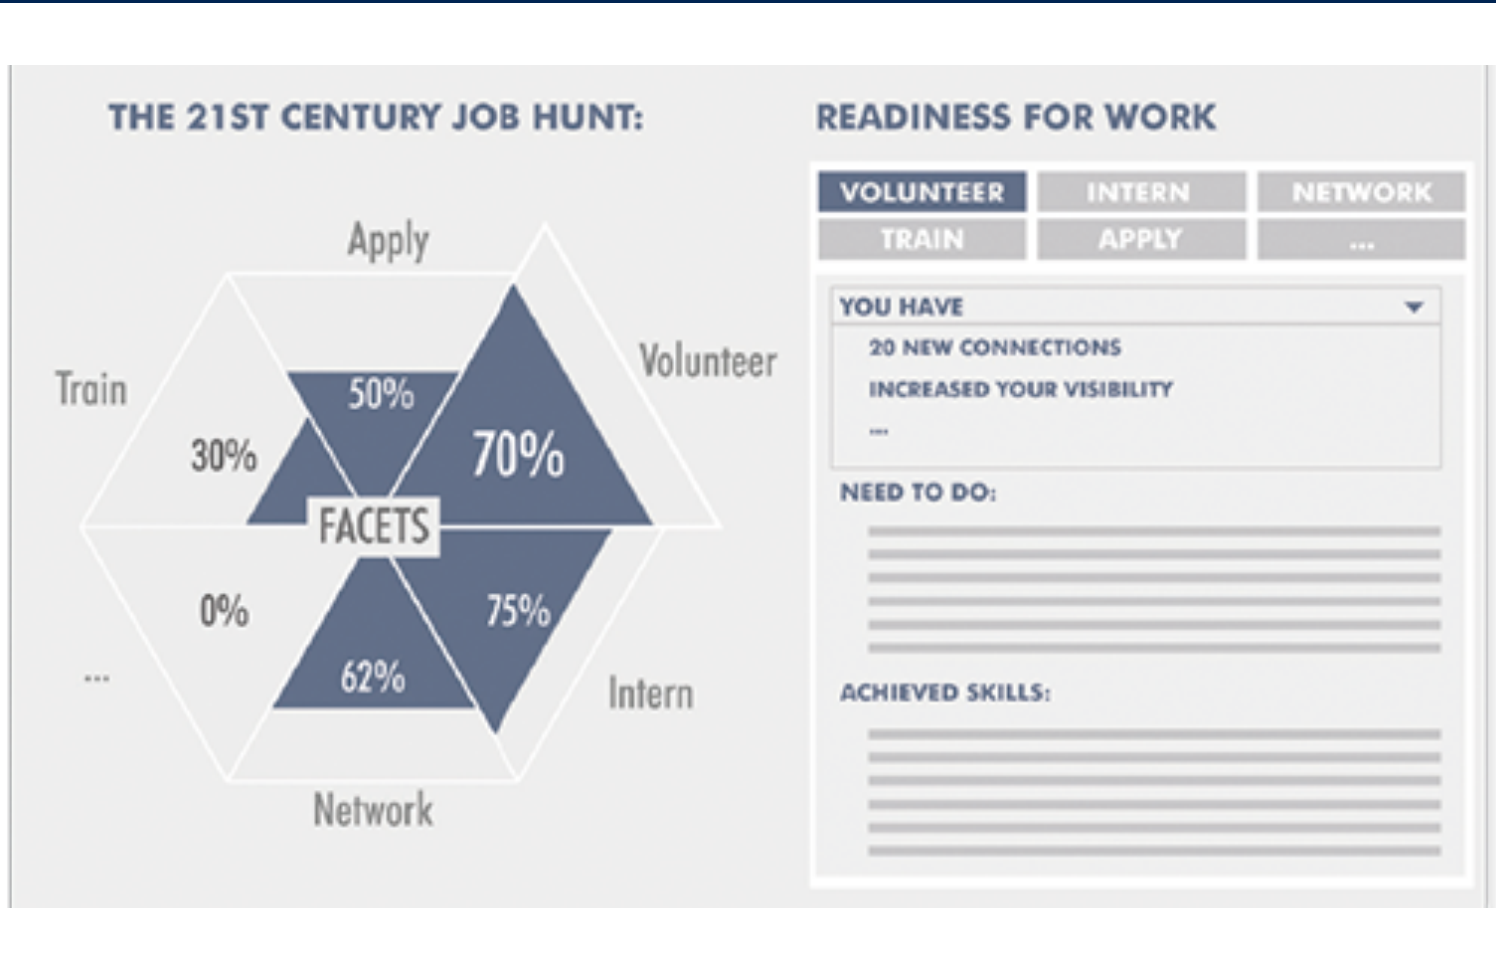 THE 21ST CENTURY JOB HUNT:
Apply
Volunteer
Train
50%
30%
70%
FACETS
0%
75%
62%
...
Intern
Network
READINESS FOR WORK
VOLUNTEER INTERN NETWORK
TRAIN APPLY ...
YOU HAVE
20 NEW CONNECTIONS
INCREASED YOUR VISIBILITY
...
NEED TO DO:
ACHIEVED SKILLS: